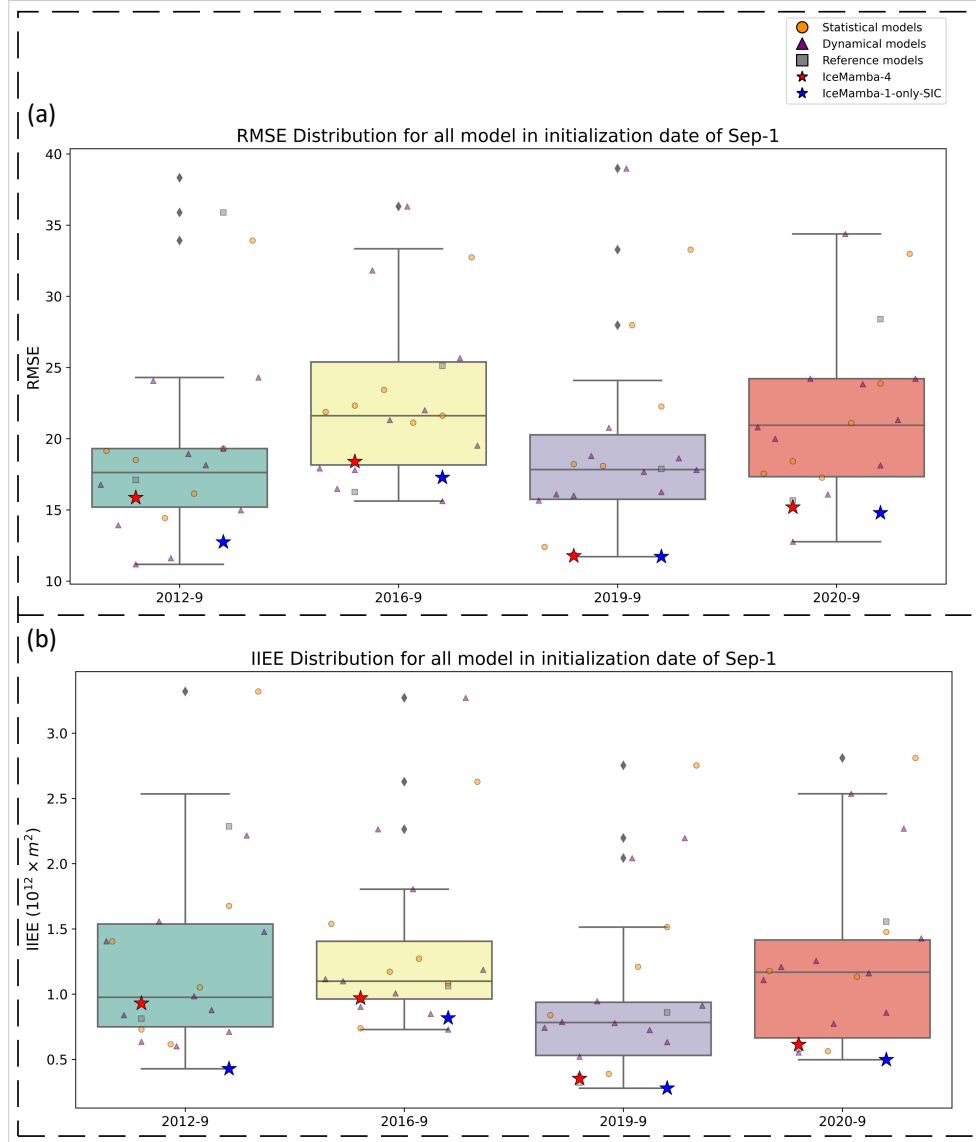 Statistical models
Dynamical models
Reference models
IceMamba-4
IceMamba-1-only-SIC
(a)
RMSE Distribution for all model in initialization date of Sep-1
RMSE
40
35
30
25
20
15
10
2012-9
2016-9
2019-9
2020-9
(b)
IIEE Distribution for all model in initialization date of Sep-1
IIEE (10¹² × m²)
3.0
2.5
2.0
1.5
1.0
0.5
2012-9
2016-9
2019-9
2020-9